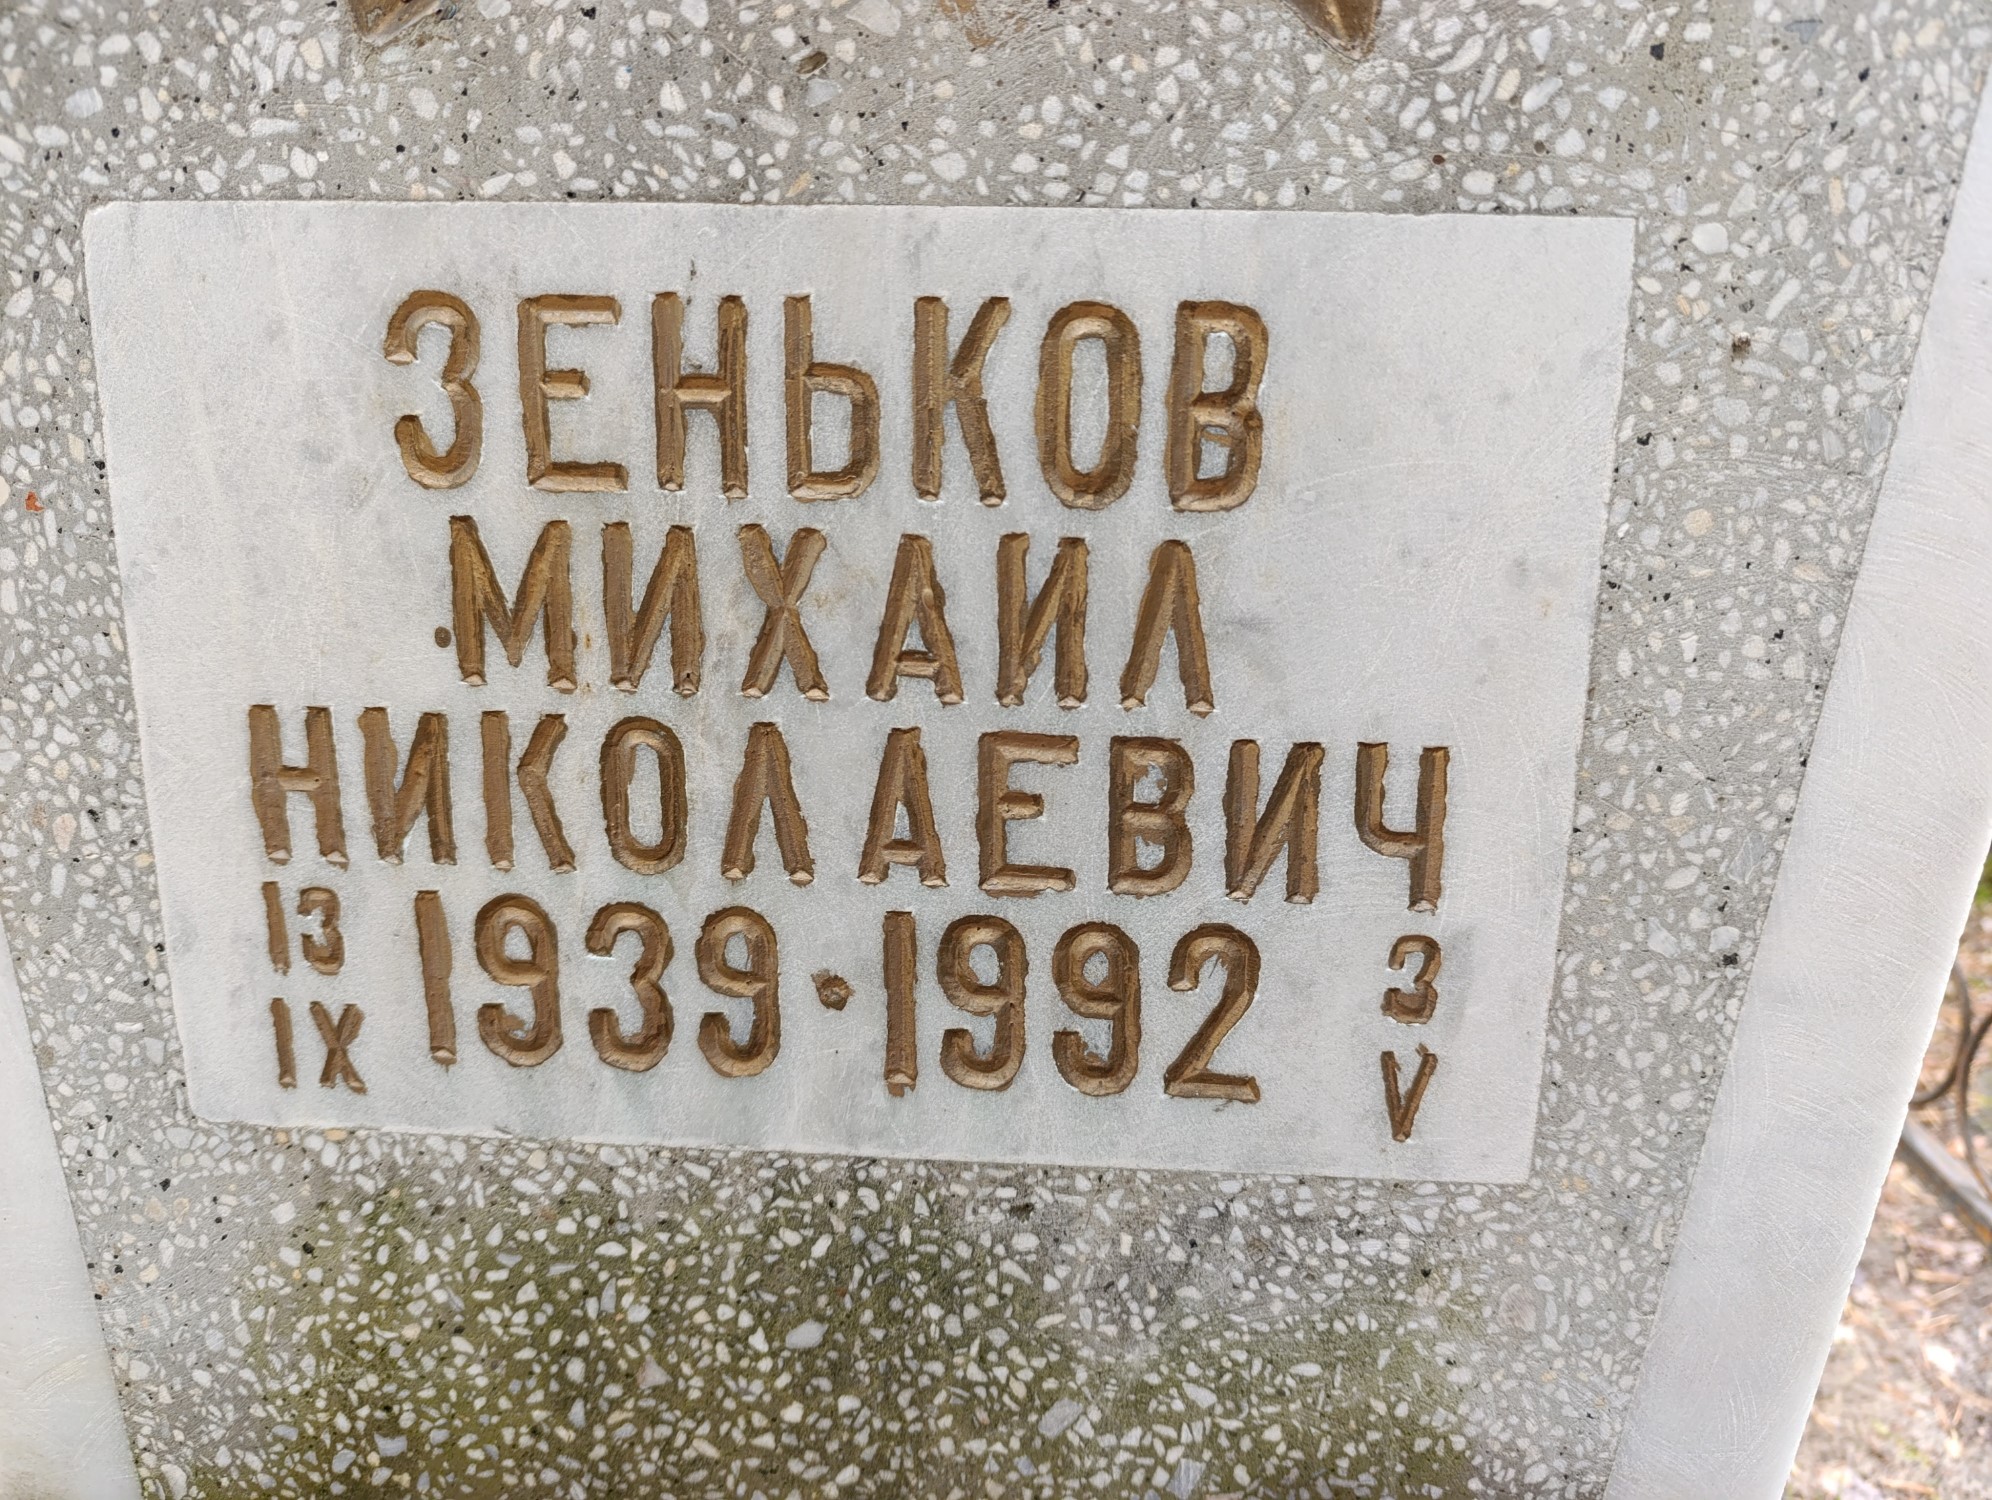 ЗЕНЬКОВ
МИХАИЛ
НИКОЛАЕВИЧ
13 1939·1992 3
IX V